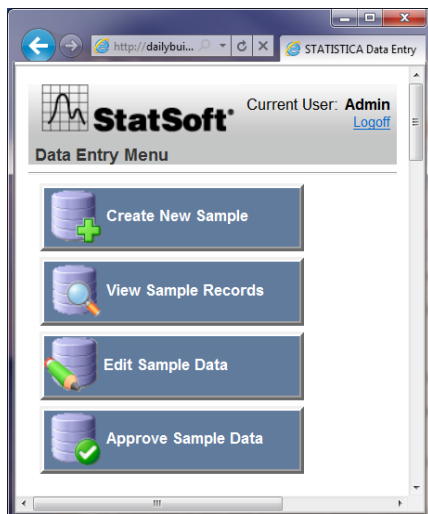 http://dailybui...
STATISTICA Data Entry
StatSoft®
Current User: Admin
Logoff
Data Entry Menu
Create New Sample
View Sample Records
Edit Sample Data
Approve Sample Data